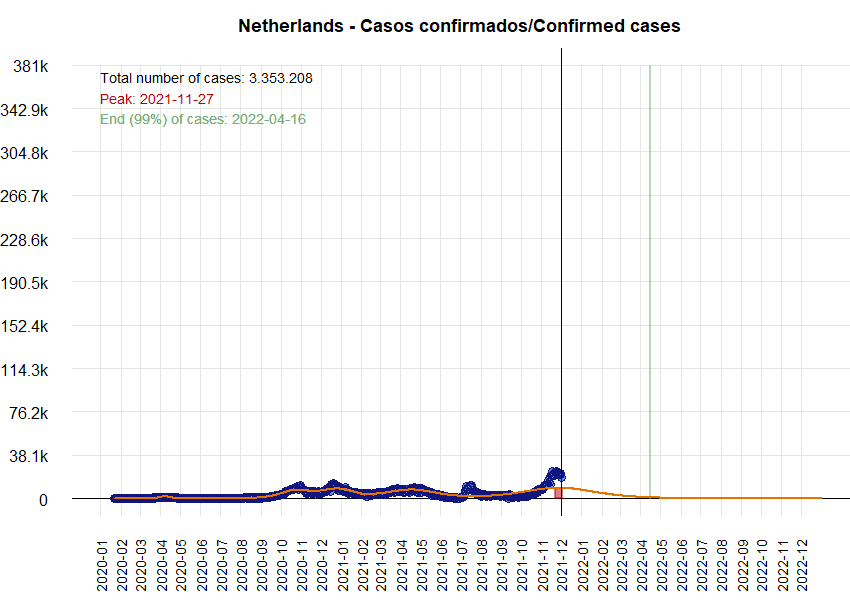 Netherlands - Casos confirmados/Confirmed cases
Total number of cases: 3.353.208
Peak: 2021-11-27
End (99%) of cases: 2022-04-16
381k
342.9k
304.8k
266.7k
228.6k
190.5k
152.4k
114.3k
76.2k
38.1k
0
2020-01
2020-02
2020-03
2020-04
2020-05
2020-06
2020-07
2020-08
2020-09
2020-10
2020-11
2020-12
2021-01
2021-02
2021-03
2021-04
2021-05
2021-06
2021-07
2021-08
2021-09
2021-10
2021-11
2021-12
2022-01
2022-02
2022-03
2022-04
2022-05
2022-06
2022-07
2022-08
2022-09
2022-10
2022-11
2022-12